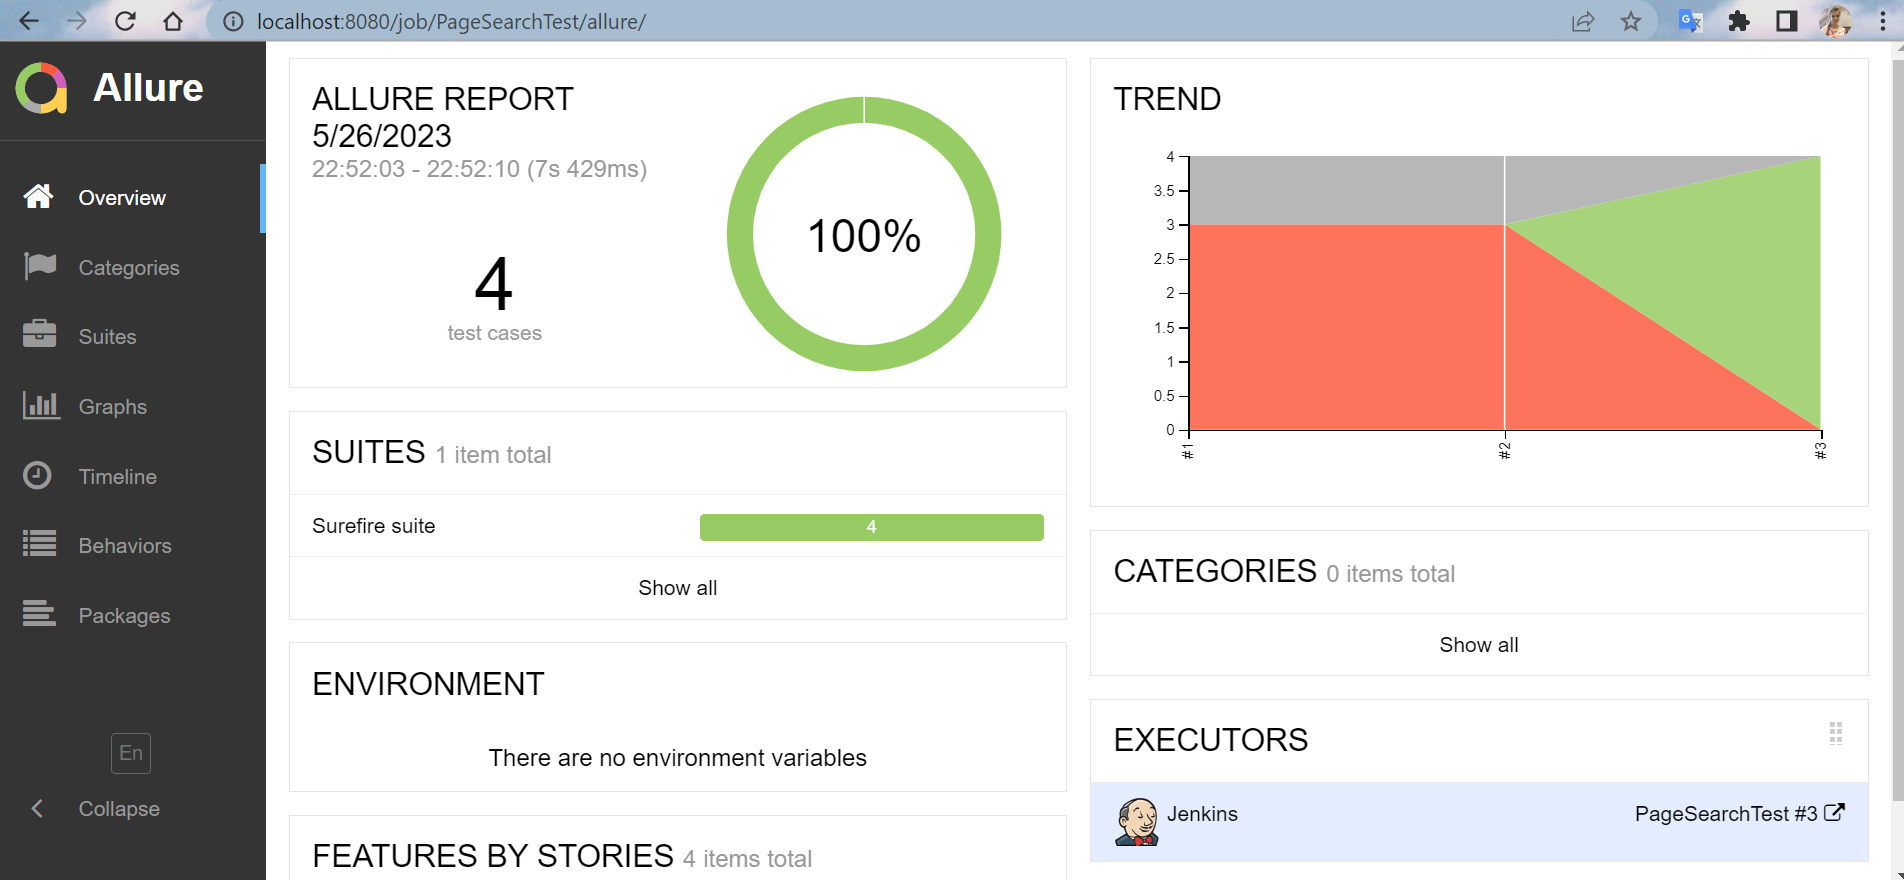 localhost:8080/job/PageSearchTest/allure/
Allure
Overview
Categories
Suites
Graphs
Timeline
Behaviors
Packages
En
Collapse
ALLURE REPORT
5/26/2023
22:52:03 - 22:52:10 (7s 429ms)
4
test cases
100%
SUITES 1 item total
Surefire suite 4
Show all
ENVIRONMENT
There are no environment variables
FEATURES BY STORIES 4 items total
TREND
4
3.5
3
2.5
2
1.5
1
0.5
0
#1
#2
#3
CATEGORIES 0 items total
Show all
EXECUTORS
Jenkins PageSearchTest #3